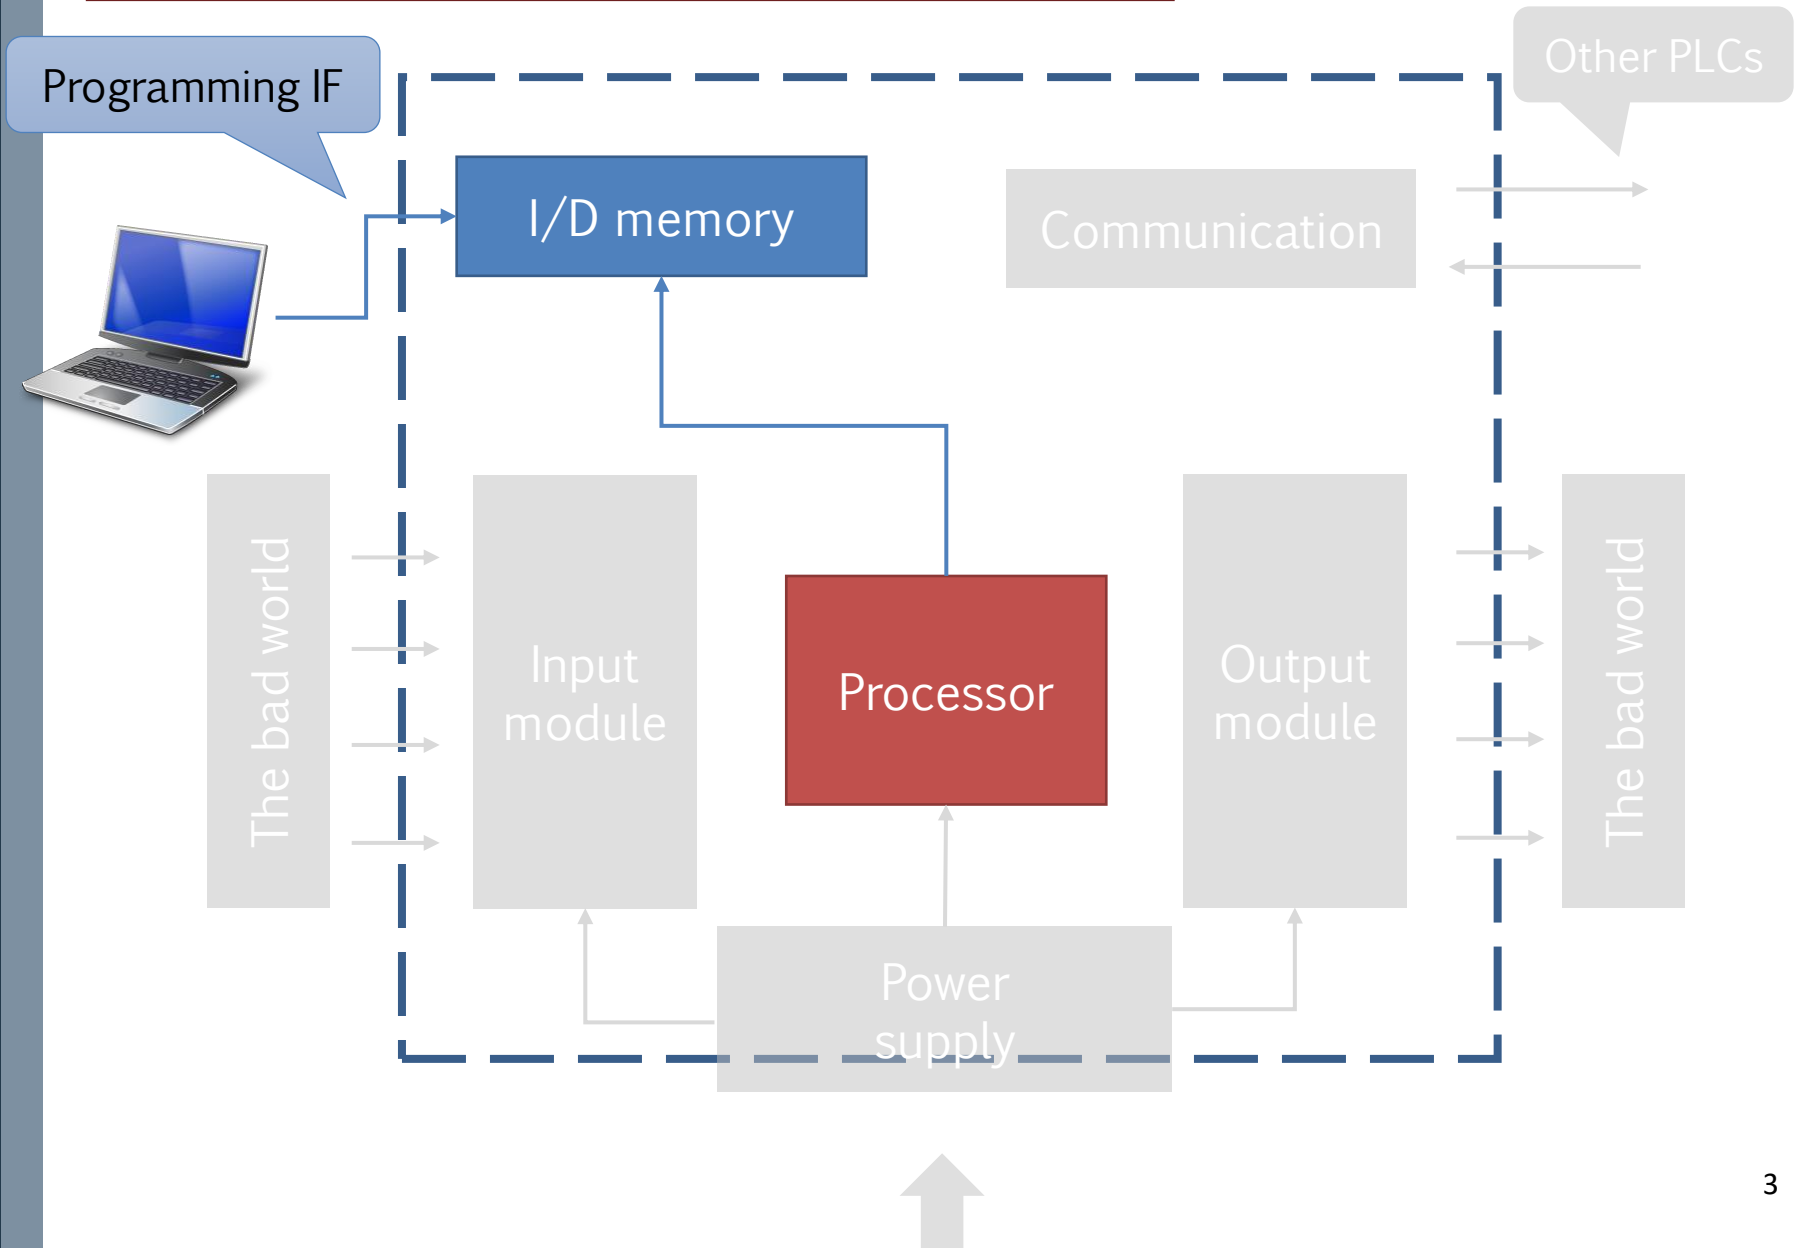 Programming IF
Other PLCs
I/D memory
Communication
The bad world
Input
module
Processor
Output
module
The bad world
Power
supply
3